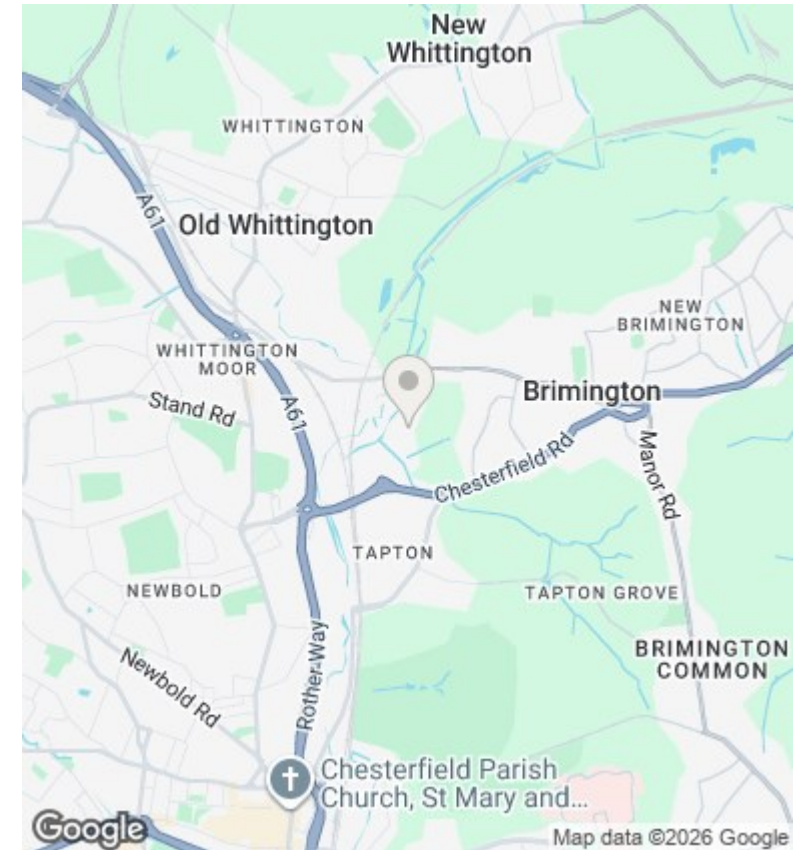 New
Whittington
WHITTINGTON
A61
Old Whittington
NEW
BRIMINGTON
WHITTINGTON
MOOR
Stand Rd
A61
Brimington
Chesterfield Rd
Manor Rd
TAPTON
NEWBOLD
TAPTON GROVE
BRIMINGTON
COMMON
Newbold Rd
Rother Way
Chesterfield Parish
Church, St Mary and...
Google
Map data ©2026 Google